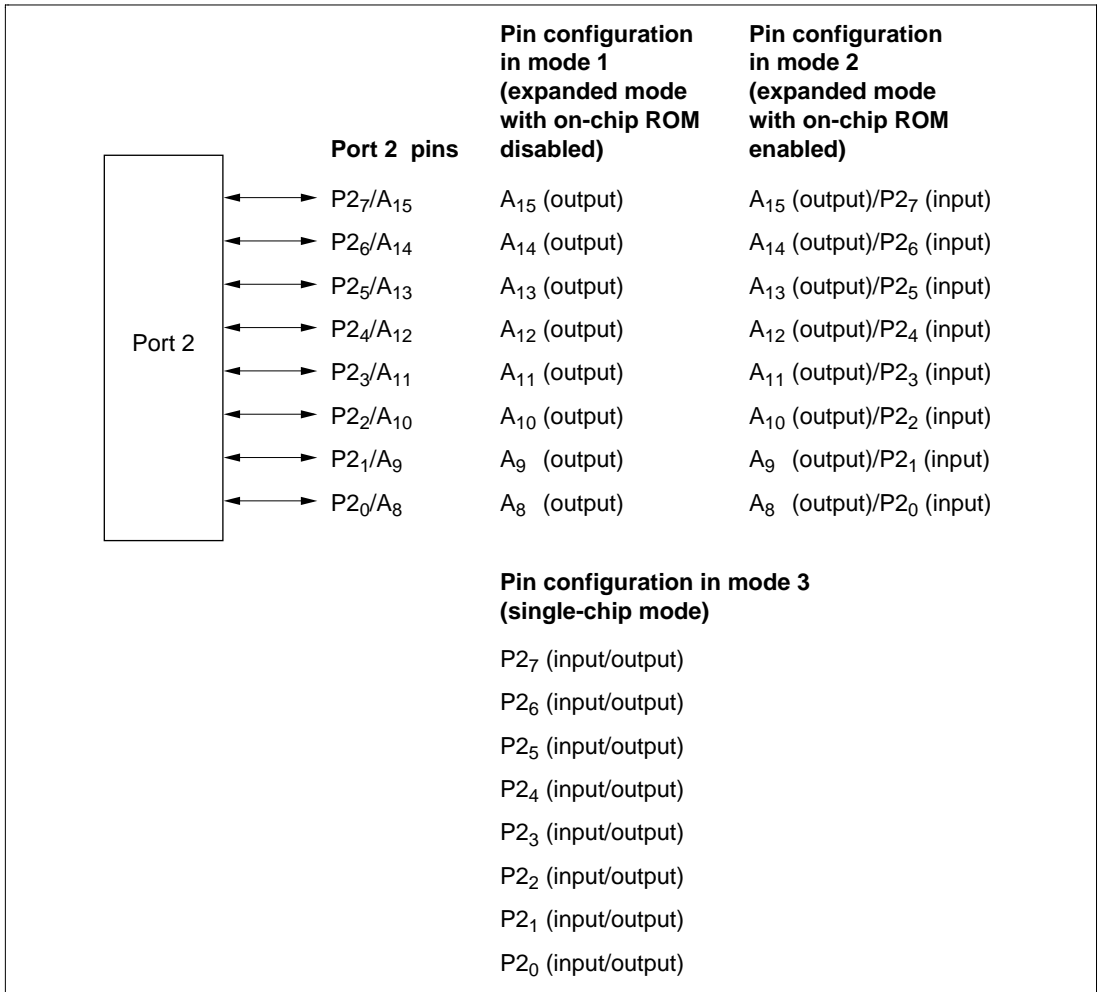 Pin configuration in mode 1 (expanded mode with on-chip ROM disabled)
Pin configuration in mode 2 (expanded mode with on-chip ROM enabled)
Port 2 pins
Port 2
P2₇/A₁₅ A₁₅ (output) A₁₅ (output)/P2₇ (input)
P2₆/A₁₄ A₁₄ (output) A₁₄ (output)/P2₆ (input)
P2₅/A₁₃ A₁₃ (output) A₁₃ (output)/P2₅ (input)
P2₄/A₁₂ A₁₂ (output) A₁₂ (output)/P2₄ (input)
P2₃/A₁₁ A₁₁ (output) A₁₁ (output)/P2₃ (input)
P2₂/A₁₀ A₁₀ (output) A₁₀ (output)/P2₂ (input)
P2₁/A₉ A₉ (output) A₉ (output)/P2₁ (input)
P2₀/A₈ A₈ (output) A₈ (output)/P2₀ (input)
Pin configuration in mode 3
(single-chip mode)
P2₇ (input/output)
P2₆ (input/output)
P2₅ (input/output)
P2₄ (input/output)
P2₃ (input/output)
P2₂ (input/output)
P2₁ (input/output)
P2₀ (input/output)